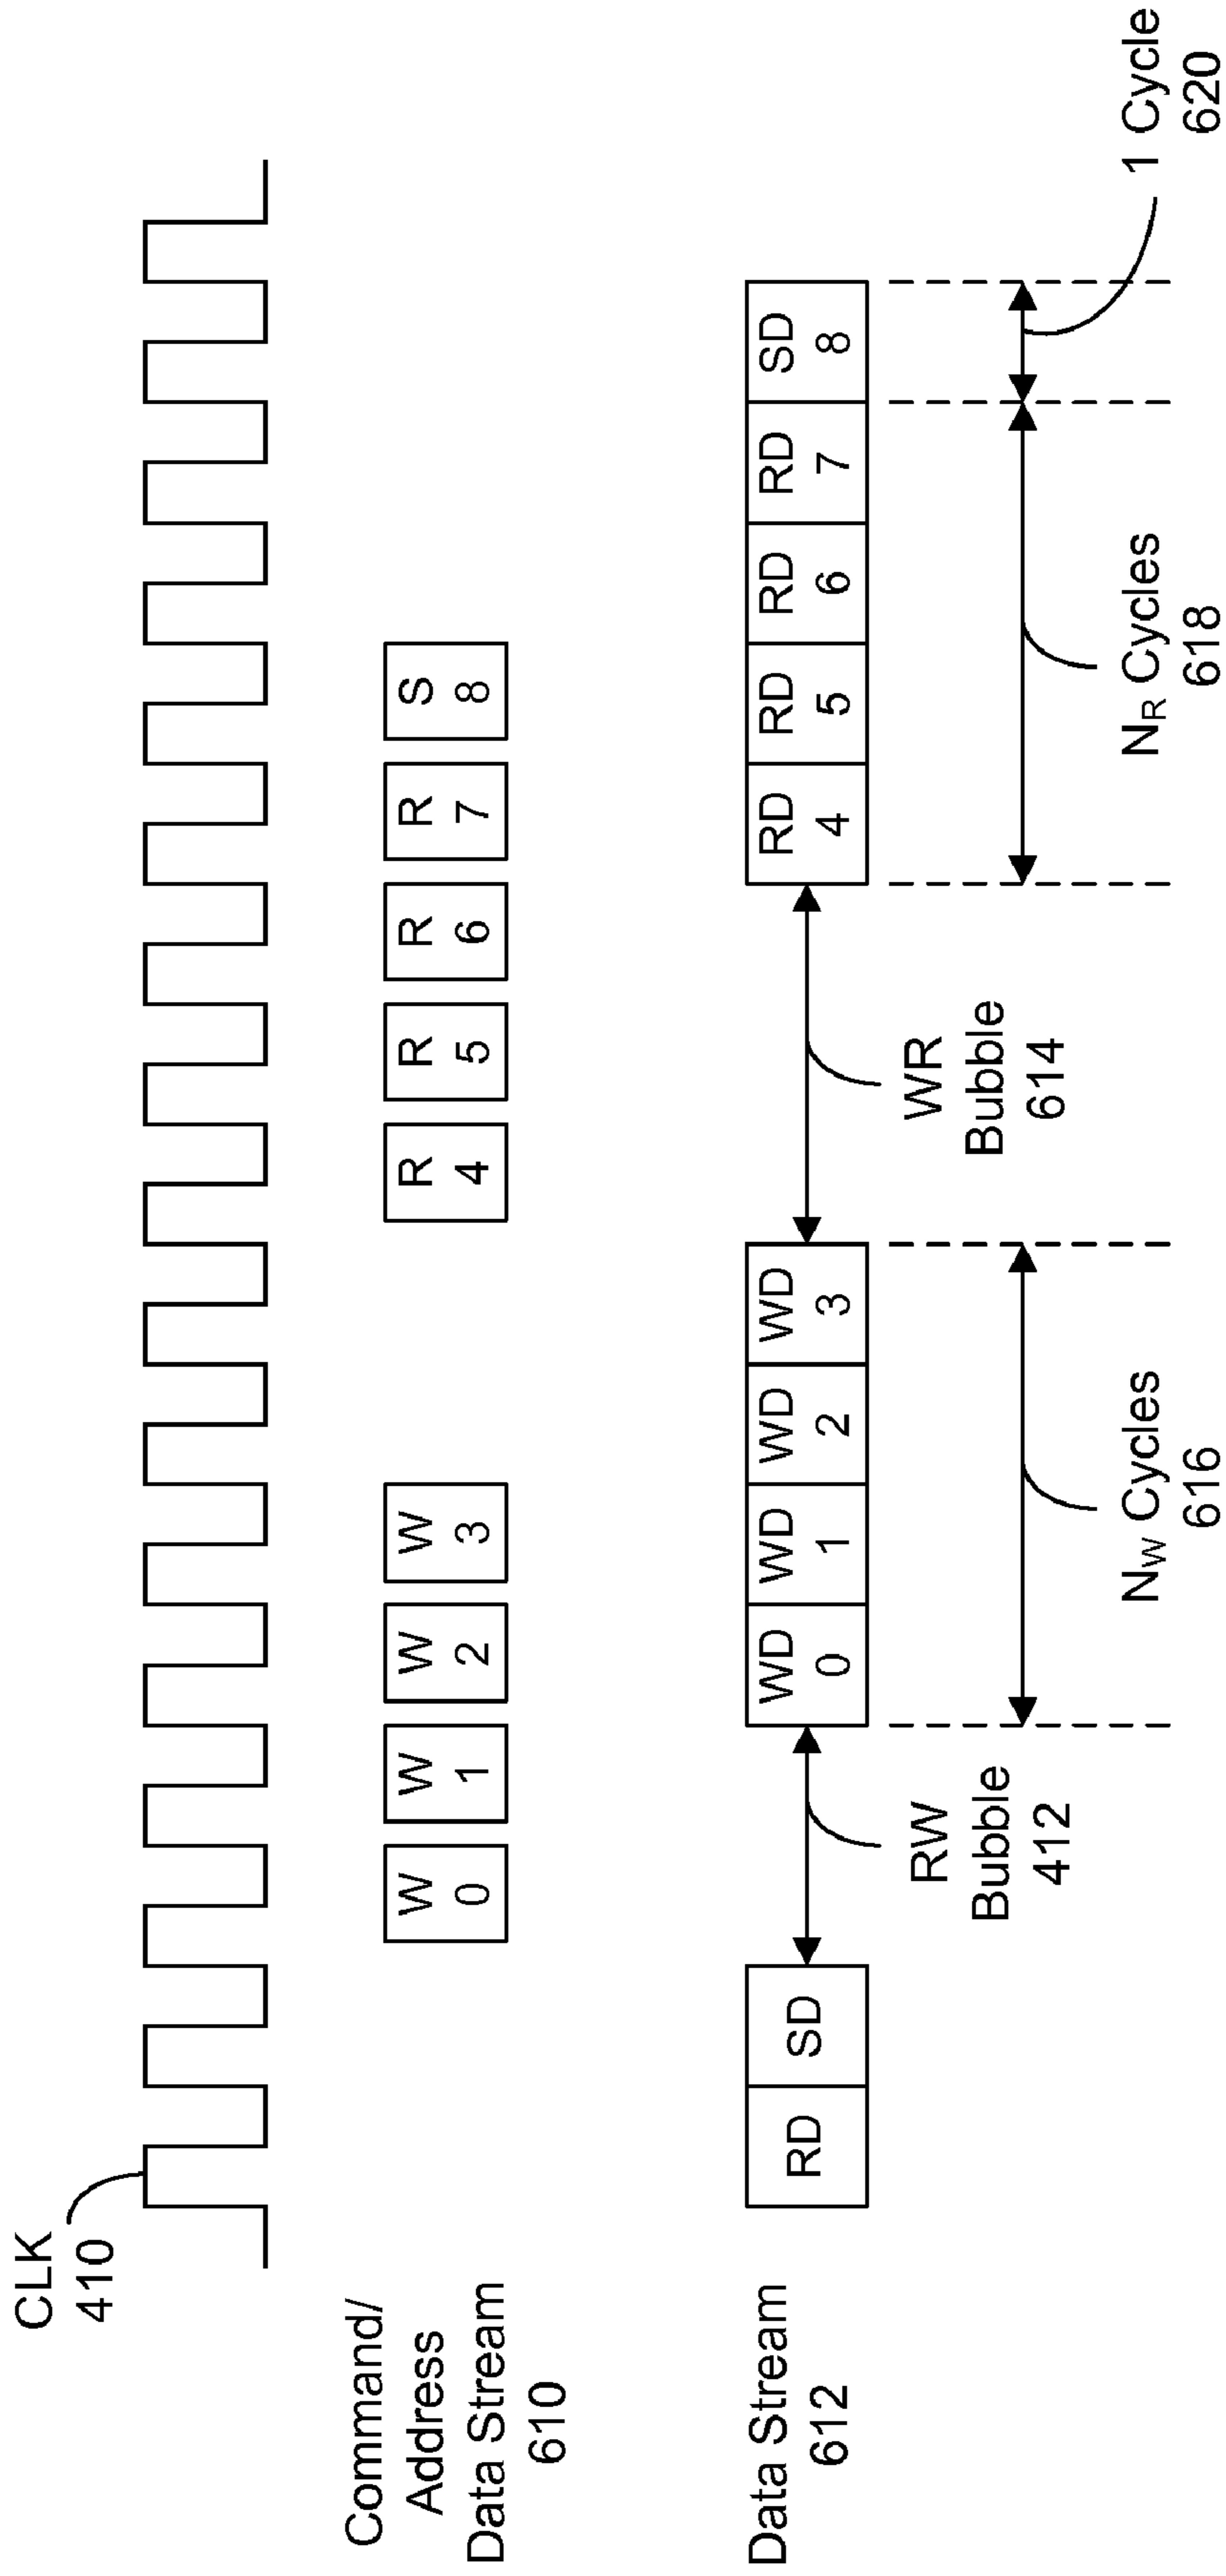 CLK
410
Command/
Address
Data Stream
610
W W W W R R R R S
0 1 2 3 4 5 6 7 8
Data Stream
612
RD SD WD WD WD WD RD RD RD RD SD
0 1 2 3 4 5 6 7 8
RW
Bubble
412
WR
Bubble
614
N_W Cycles
616
N_R Cycles
618
1 Cycle
620